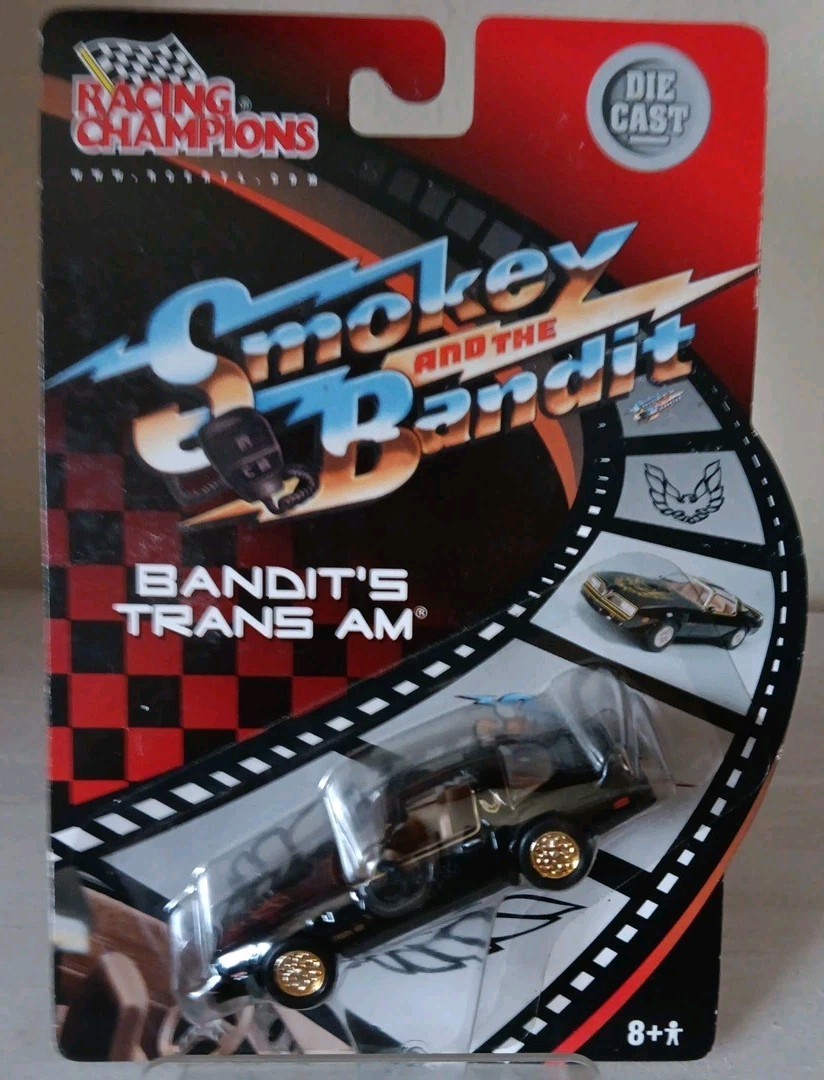 RACING
CHAMPIONS®
DIE
CAST
Smokey
AND THE
Bandit
BANDIT'S
TRANS AM®
8+